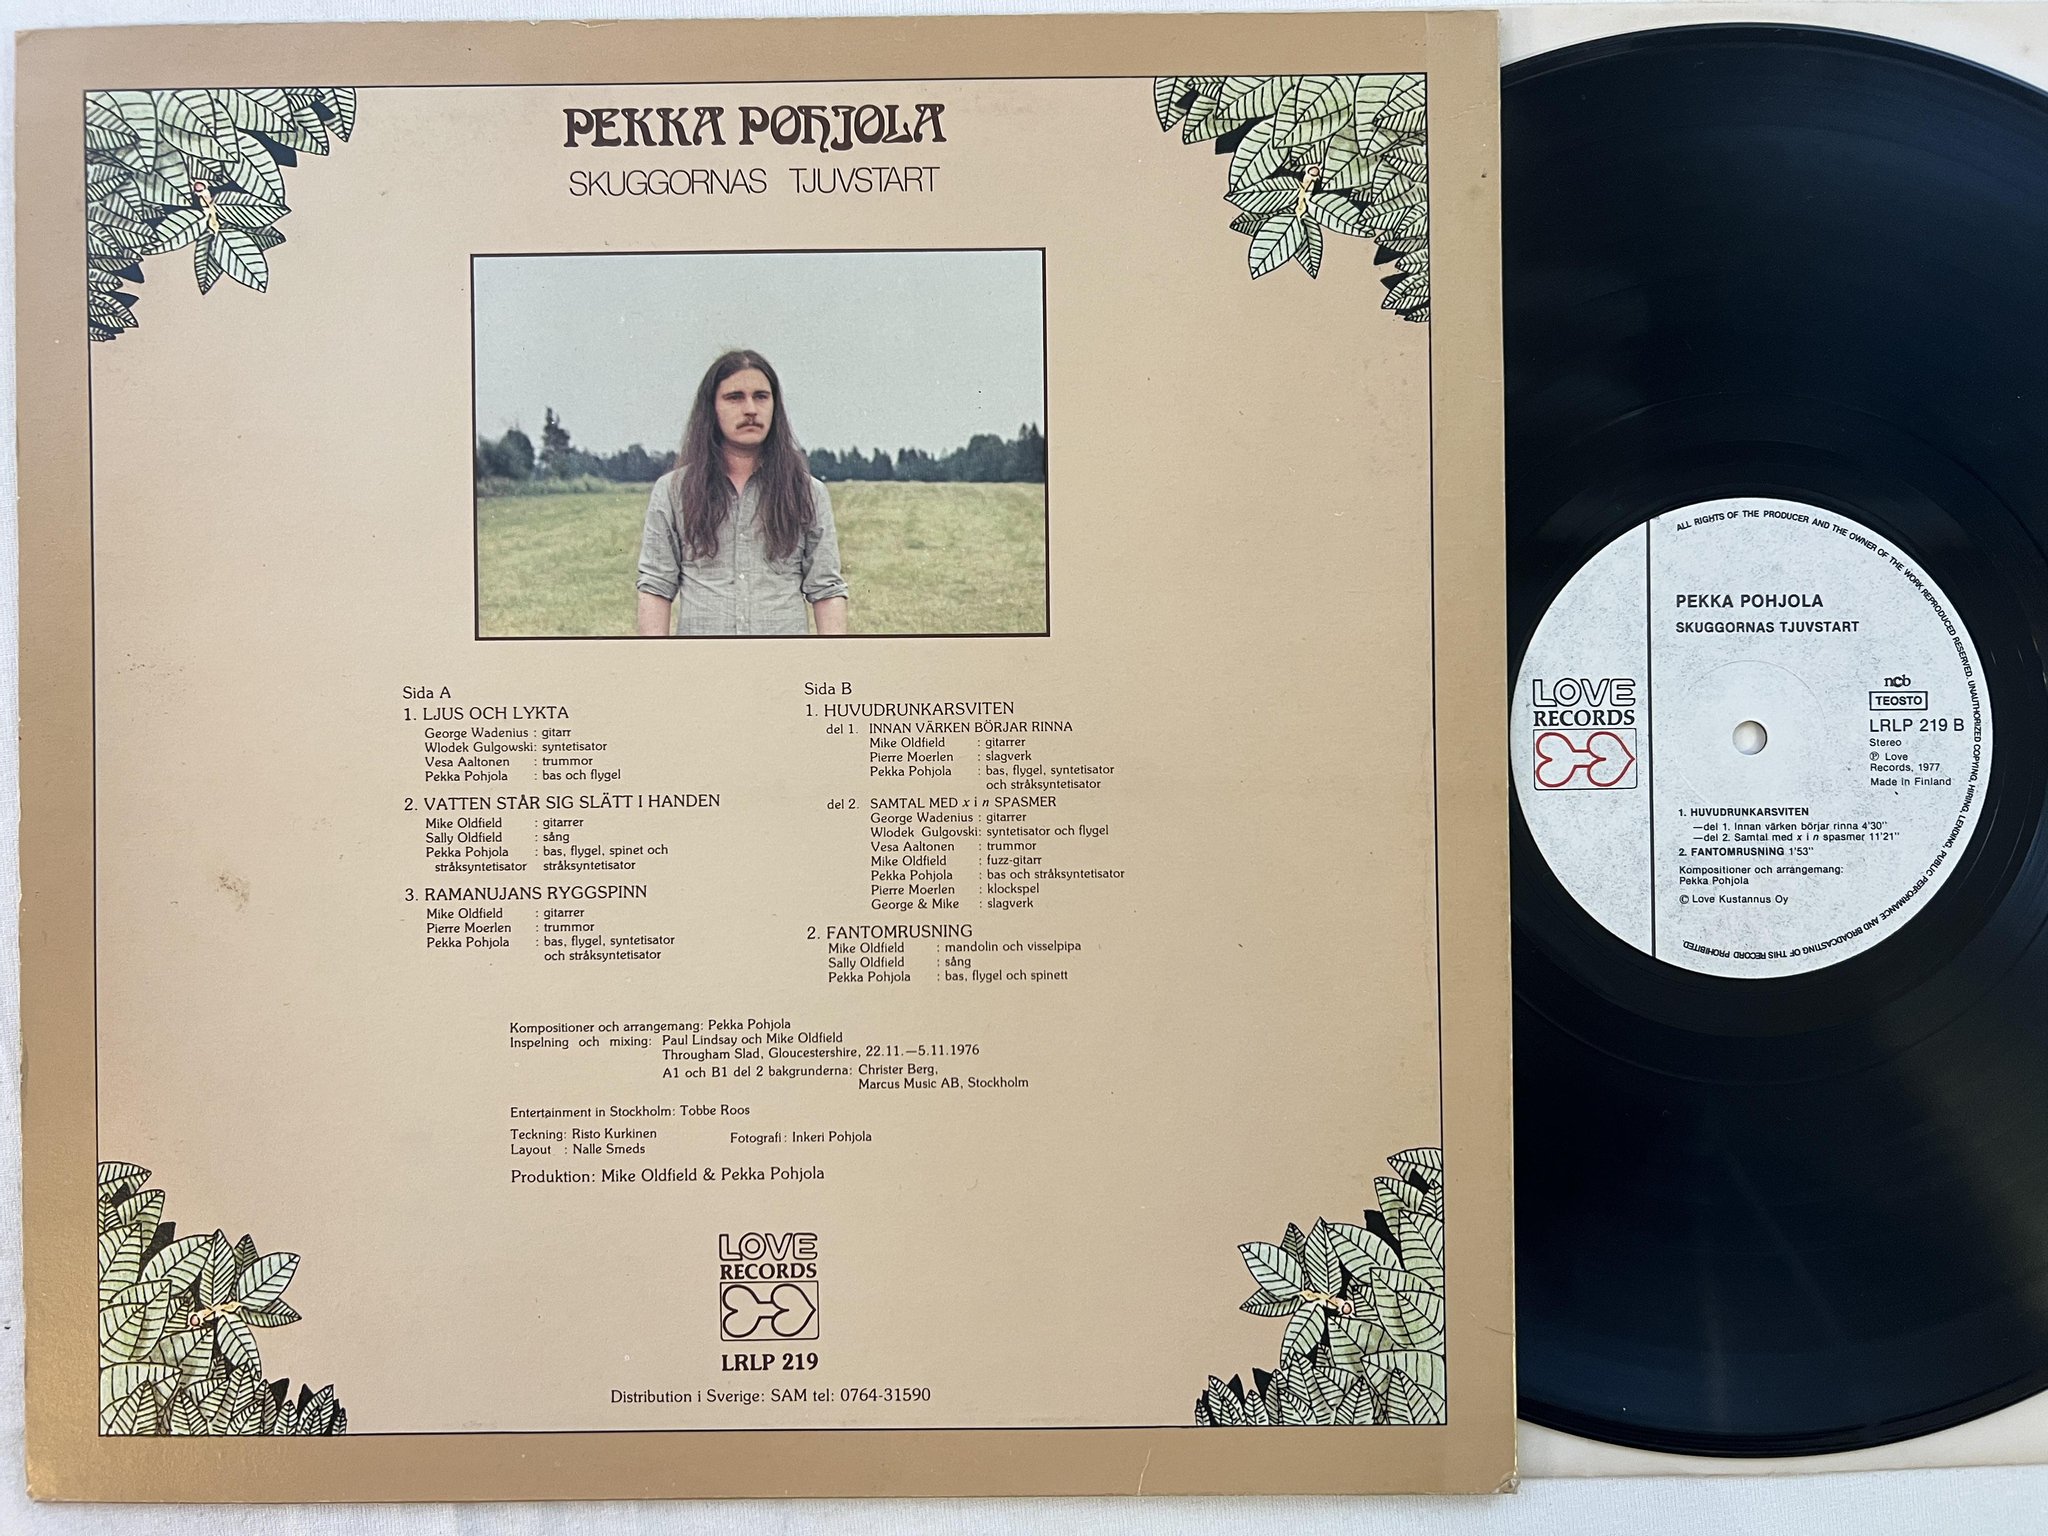 PEKKA POHJOLA
SKUGGORNAS TJUVSTART
Sida A
1. LJUS OCH LYKTA
George Wadenius : gitarr
Wlodek Gulgowski: syntetisator
Vesa Aaltonen : trummor
Pekka Pohjola : bas och flygel
2. VATTEN STÅR SIG SLÄTT I HANDEN
Mike Oldfield : gitarrer
Sally Oldfield : sång
Pekka Pohjola : bas, flygel, spinet och
stråksyntetisator stråksyntetisator
3. RAMANUJANS RYGGSPINN
Mike Oldfield : gitarrer
Pierre Moerlen : trummor
Pekka Pohjola : bas, flygel, syntetisator
och stråksyntetisator
Sida B
1. HUVUDRUNKARSVITEN
del 1. INNAN VÄRKEN BÖRJAR RINNA
Mike Oldfield : gitarrer
Pierre Moerlen : slagverk
Pekka Pohjola : bas, flygel, syntetisator
och stråksyntetisator
del 2. SAMTAL MED x i n SPASMER
George Wadenius : gitarrer
Wlodek Gulgovski: syntetisator och flygel
Vesa Aaltonen : trummor
Mike Oldfield : fuzz-gitarr
Pekka Pohjola : bas och stråksyntetisator
Pierre Moerlen : klockspel
George & Mike : slagverk
2. FANTOMRUSNING
Mike Oldfield : mandolin och visselpipa
Sally Oldfield : sång
Pekka Pohjola : bas, flygel och spinett
Kompositioner och arrangemang: Pekka Pohjola
Inspelning och mixing: Paul Lindsay och Mike Oldfield
Througham Slad, Gloucestershire, 22.11.—5.11.1976
A1 och B1 del 2 bakgrunderna: Christer Berg,
Marcus Music AB, Stockholm
Entertainment in Stockholm: Tobbe Roos
Teckning: Risto Kurkinen
Layout : Nalle Smeds
Fotografi: Inkeri Pohjola
Produktion: Mike Oldfield & Pekka Pohjola
LOVE
RECORDS
LRLP 219
Distribution i Sverige: SAM tel: 0764-31590
ALL RIGHTS OF THE PRODUCER AND THE OWNER OF THE WORK REPRODUCED RESERVED. UNAUTHORIZED COPYING, HIRING, LENDING, PUBLIC PERFORMANCE AND BROADCASTING OF THIS RECORD PROHIBITED.
PEKKA POHJOLA
SKUGGORNAS TJUVSTART
LOVE
RECORDS
ncb
TEOSTO
LRLP 219 B
Stereo
℗ Love
Records, 1977
Made in Finland
1. HUVUDRUNKARSVITEN
—del 1. Innan värken börjar rinna 4'30"
—del 2. Samtal med x i n spasmer 11'21"
2. FANTOMRUSNING 1'53"
Kompositioner och arrangemang:
Pekka Pohjola
© Love Kustannus Oy